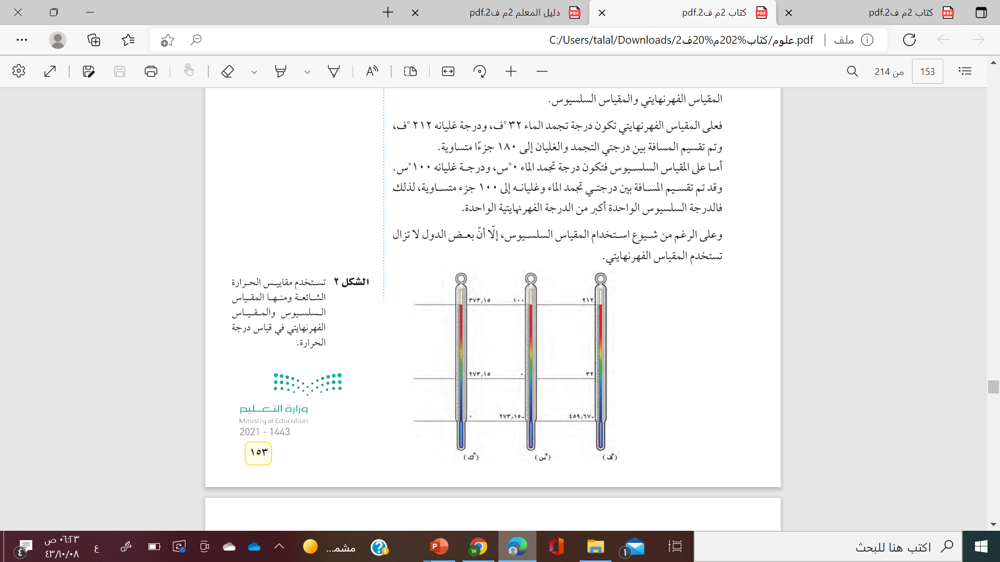 كتاب 2م ف2.pdf
كتاب 2م ف2.pdf
دليل المعلم 2م ف2.pdf
ملف
C:/Users/talal/Downloads/علوم/كتاب%202م%20ف2.pdf
153
من 214
المقياس الفهرنهايتي والمقياس السلسيوس.
فعلى المقياس الفهرنهايتي تكون درجة تجمد الماء ٣٢ °ف، ودرجة غليانه ٢١٢ °ف،
وتم تقسيم المسافة بين درجتي التجمد والغليان إلى ١٨٠ جزءًا متساوية.
أما على المقياس السلسيوس فتكون درجة تجمد الماء ٠°س، ودرجة غليانه ١٠٠°س.
وقد تم تقسيم المسافة بين درجتي تجمد الماء وغليانه إلى ١٠٠ جزء متساوية، لذلك
فالدرجة السلسيوس الواحدة أكبر من الدرجة الفهرنهايتية الواحدة.
وعلى الرغم من شيوع استخدام المقياس السلسيوس، إلّا أنّ بعض الدول لا تزال
تستخدم المقياس الفهرنهايتي.
٢١٢
١٠٠
٣٧٣,١٥
٣٢
٠
٢٧٣,١٥
-٤٥٩,٦٧
-٢٧٣,١٥
٠
(°ف)
(°س)
(°ك)
الشكل ٢ تستخدم مقاييس الحرارة
الشائعة ومنها المقياس
السلسيوس والمقياس
الفهرنهايتي في قياس درجة
الحرارة.
وزارة التعليم
Ministry of Education
2021 - 1443
١٥٣
اكتب هنا للبحث
١
مشم...
ع
٠٦:٢٣ ص
٤٣/١٠/٠٨
٤